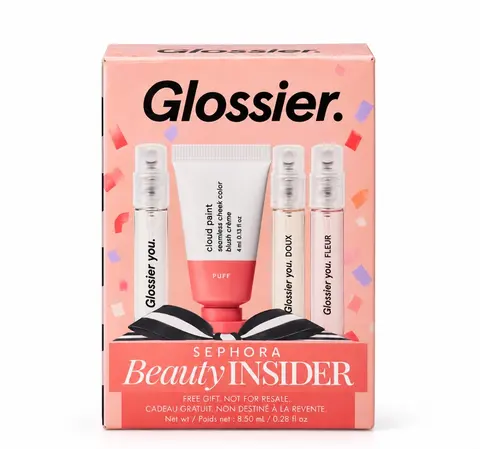 Glossier.
Glossier you.
cloud paint
seamless cheek color
blush crème
4 ml 0.13 fl oz
PUFF
Glossier you. DOUX
Glossier you. FLEUR
SEPHORA
Beauty INSIDER
FREE GIFT. NOT FOR RESALE.
CADEAU GRATUIT. NON DESTINÉ À LA REVENTE.
Net wt / Poids net : 8.50 mL / 0.28 fl oz